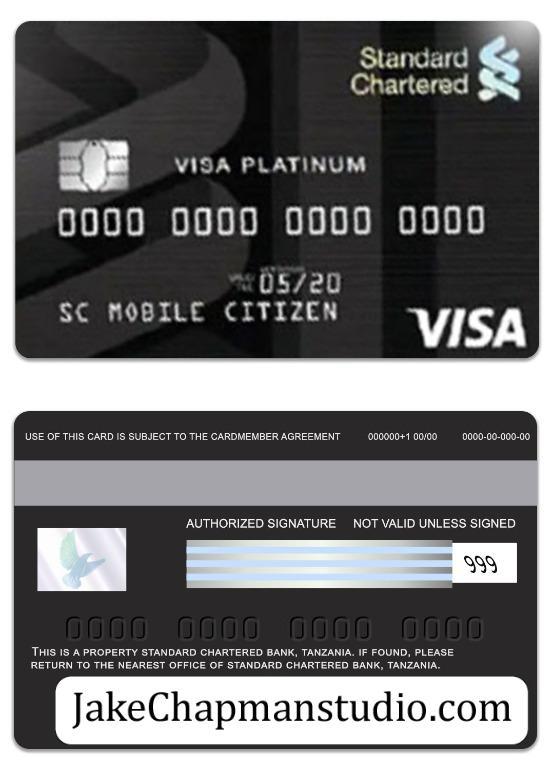 Standard
Chartered
VISA PLATINUM
0000 0000 0000 0000
05/20
SC MOBILE CITIZEN
VISA
USE OF THIS CARD IS SUBJECT TO THE CARDMEMBER AGREEMENT 000000+1 00/00 0000-00-000-00
AUTHORIZED SIGNATURE NOT VALID UNLESS SIGNED
999
0000 0000 0000 0000
THIS IS A PROPERTY STANDARD CHARTERED BANK, TANZANIA. IF FOUND, PLEASE
RETURN TO THE NEAREST OFFICE OF STANDARD CHARTERED BANK, TANZANIA.
JakeChapmanstudio.com